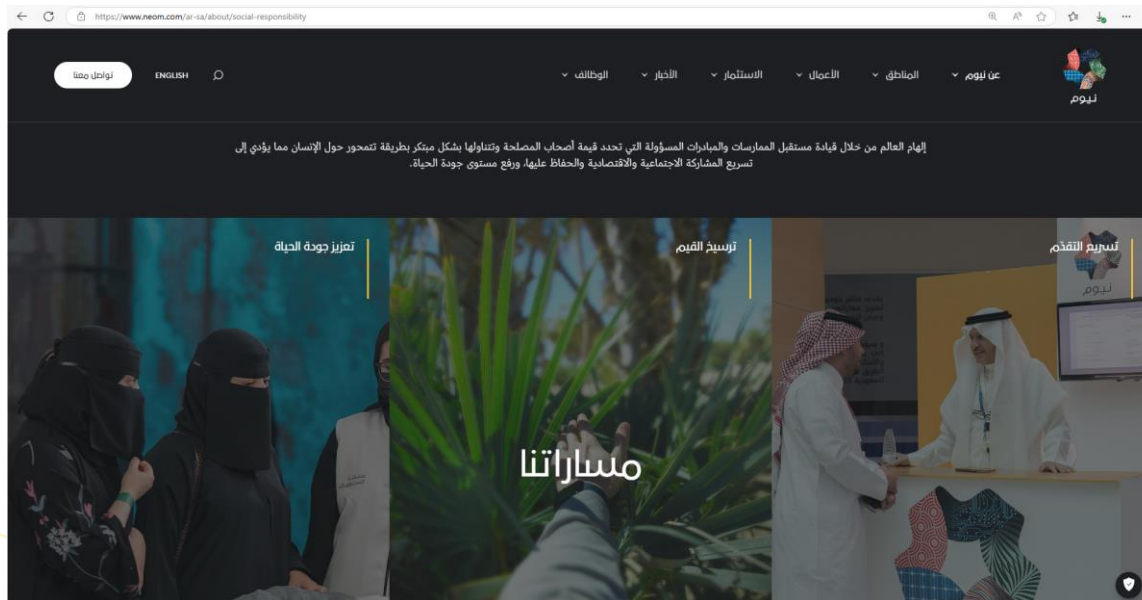 https://www.neom.com/ar-sa/about/social-responsibility
نيوم
عن نيوم
المناطق
الأعمال
الاستثمار
الأخبار
الوظائف
ENGLISH
تواصل معنا
إلهام العالم من خلال قيادة مستقبل الممارسات والمبادرات المسؤولة التي تحدد قيمة أصحاب المصلحة وتتناولها بشكل مبتكر بطريقة تتمحور حول الإنسان مما يؤدي إلى
تسريع المشاركة الاجتماعية والاقتصادية والحفاظ عليها، ورفع مستوى جودة الحياة.
تسريع التقدّم
ترسيخ القيم
تعزيز جودة الحياة
نيوم
مساراتنا